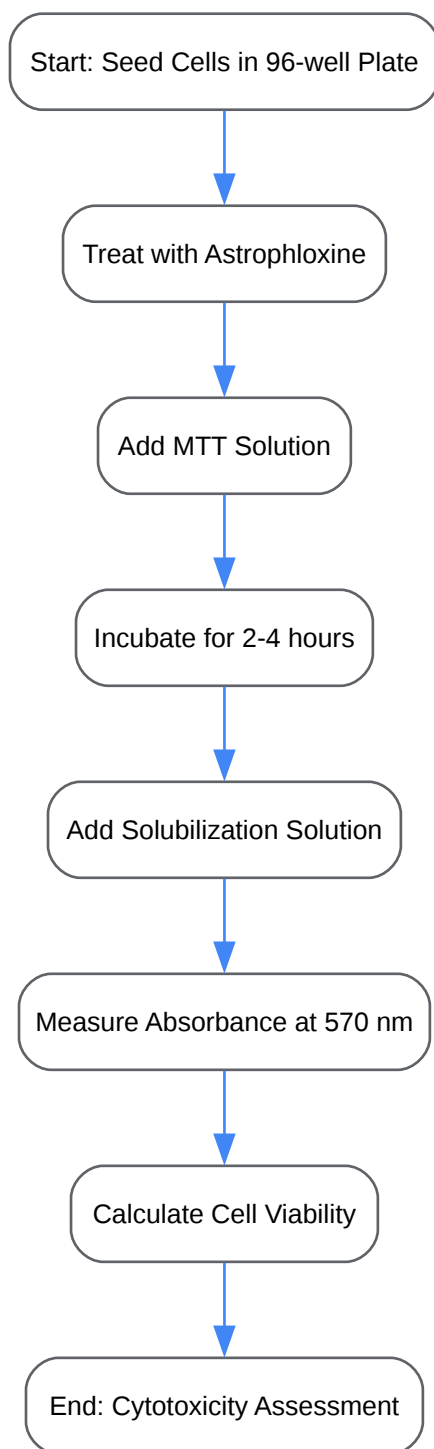 Start: Seed Cells in 96-well Plate
Treat with Astrophloxine
Add MTT Solution
Incubate for 2-4 hours
Add Solubilization Solution
Measure Absorbance at 570 nm
Calculate Cell Viability
End: Cytotoxicity Assessment